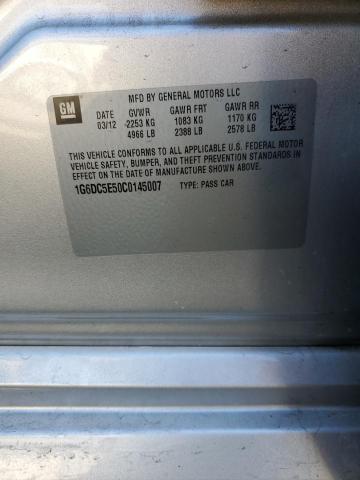 GM
MFD BY GENERAL MOTORS LLC
DATE GVWR GAWR FRT GAWR RR
03/12 -2253 KG 1083 KG 1170 KG
4966 LB 2388 LB 2578 LB
THIS VEHICLE CONFORMS TO ALL APPLICABLE U.S. FEDERAL MOTOR
VEHICLE SAFETY, BUMPER, AND THEFT PREVENTION STANDARDS IN
EFFECT ON THE DATE OF MANUFACTURE SHOWN ABOVE.
1G6DC5E50C0145007 TYPE: PASS CAR